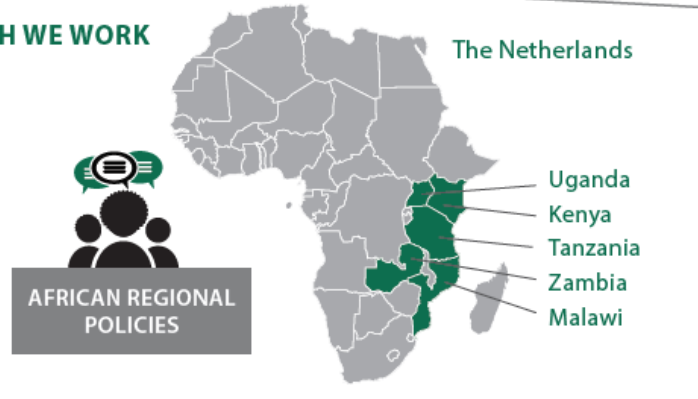 H WE WORK
The Netherlands
Uganda
Kenya
Tanzania
Zambia
Malawi
AFRICAN REGIONAL
POLICIES